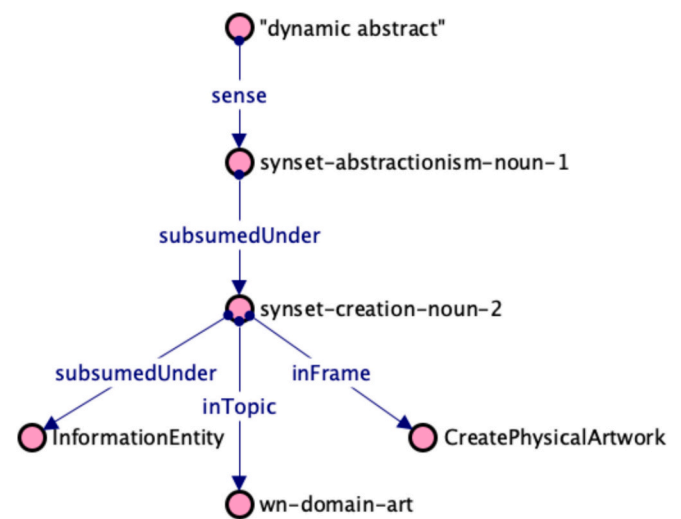 "dynamic abstract"
sense
synset-abstractionism-noun-1
subsumedUnder
synset-creation-noun-2
subsumedUnder
inFrame
inTopic
InformationEntity
CreatePhysicalArtwork
wn-domain-art